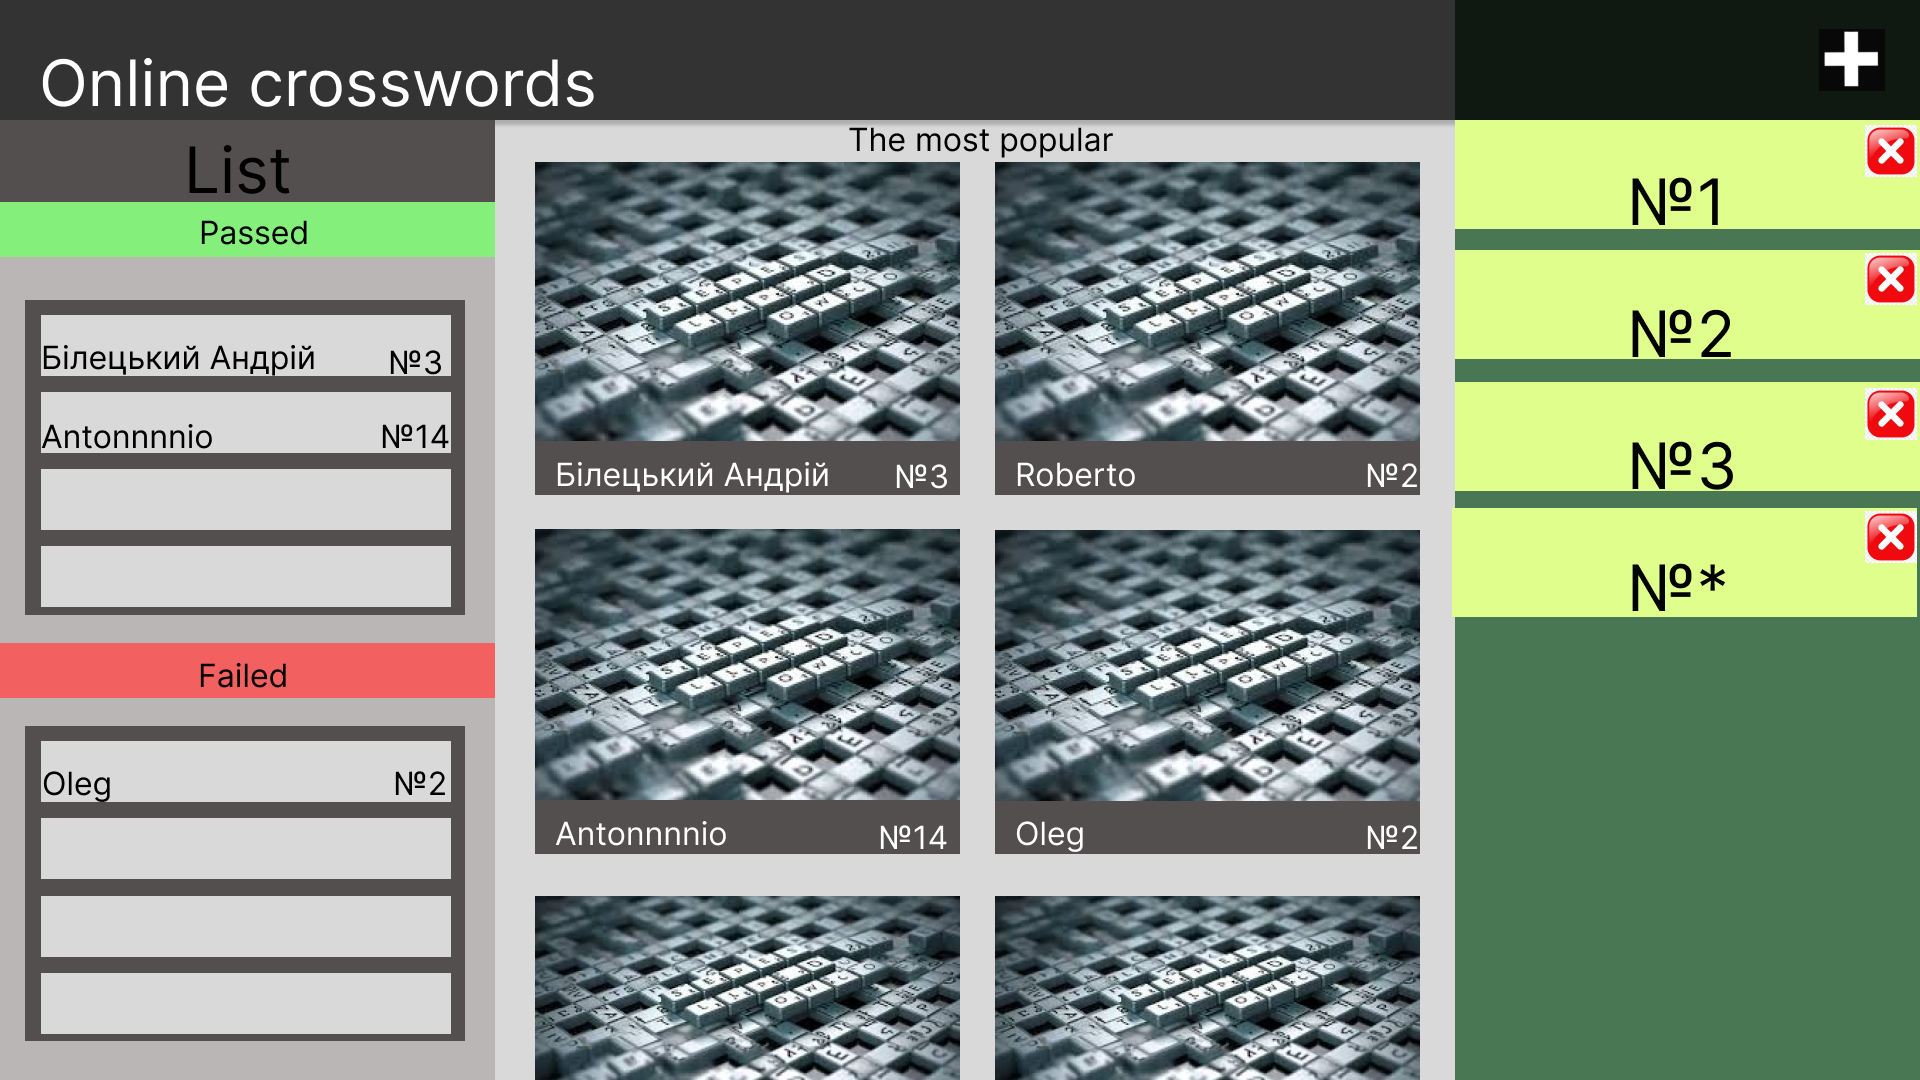 Online crosswords
List
Passed
Білецький Андрій №3
Antonnnnio №14
Failed
Oleg №2
The most popular
Білецький Андрій №3
Roberto №2
Antonnnnio №14
Oleg №2
№1
№2
№3
№*